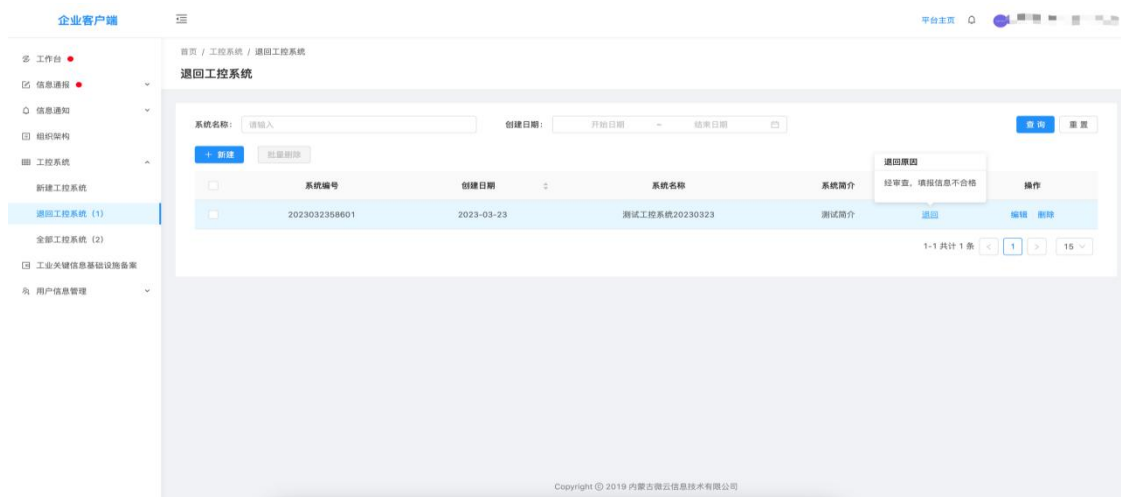 企业客户端
平台主页
工作台
信息通报
信息通知
组织架构
工控系统
新建工控系统
退回工控系统（1）
全部工控系统（2）
工业关键信息基础设施备案
用户信息管理
首页 / 工控系统 / 退回工控系统
退回工控系统
系统名称： 请输入 创建日期： 开始日期 ~ 结束日期 查 询 重 置
+ 新建 批量删除
退回原因
经审查，填报信息不合格
系统编号 创建日期 系统名称 系统简介 操作
2023032358601 2023-03-23 测试工控系统20230323 测试简介 退回 编辑 删除
1-1 共计 1 条 < 1 > 15
Copyright © 2019 内蒙古微云信息技术有限公司